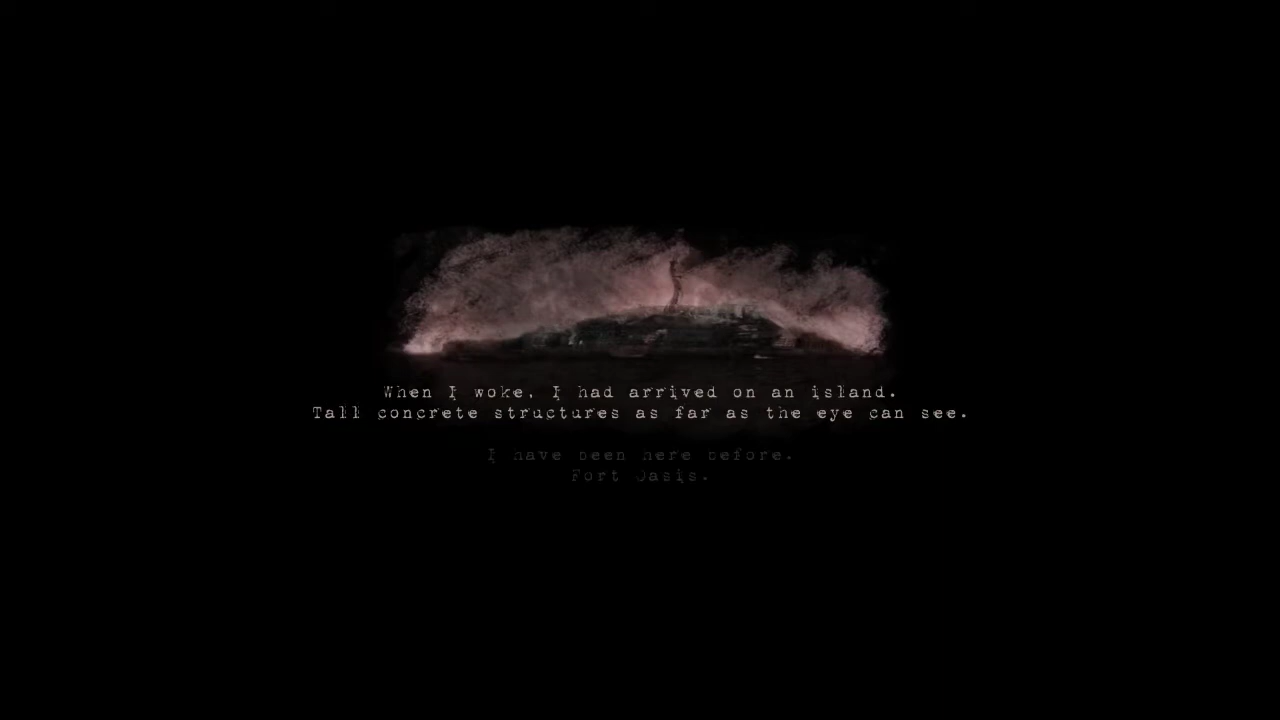 When I woke, I had arrived on an island.
Tall concrete structures as far as the eye can see.
I have been here before.
Fort Oasis.